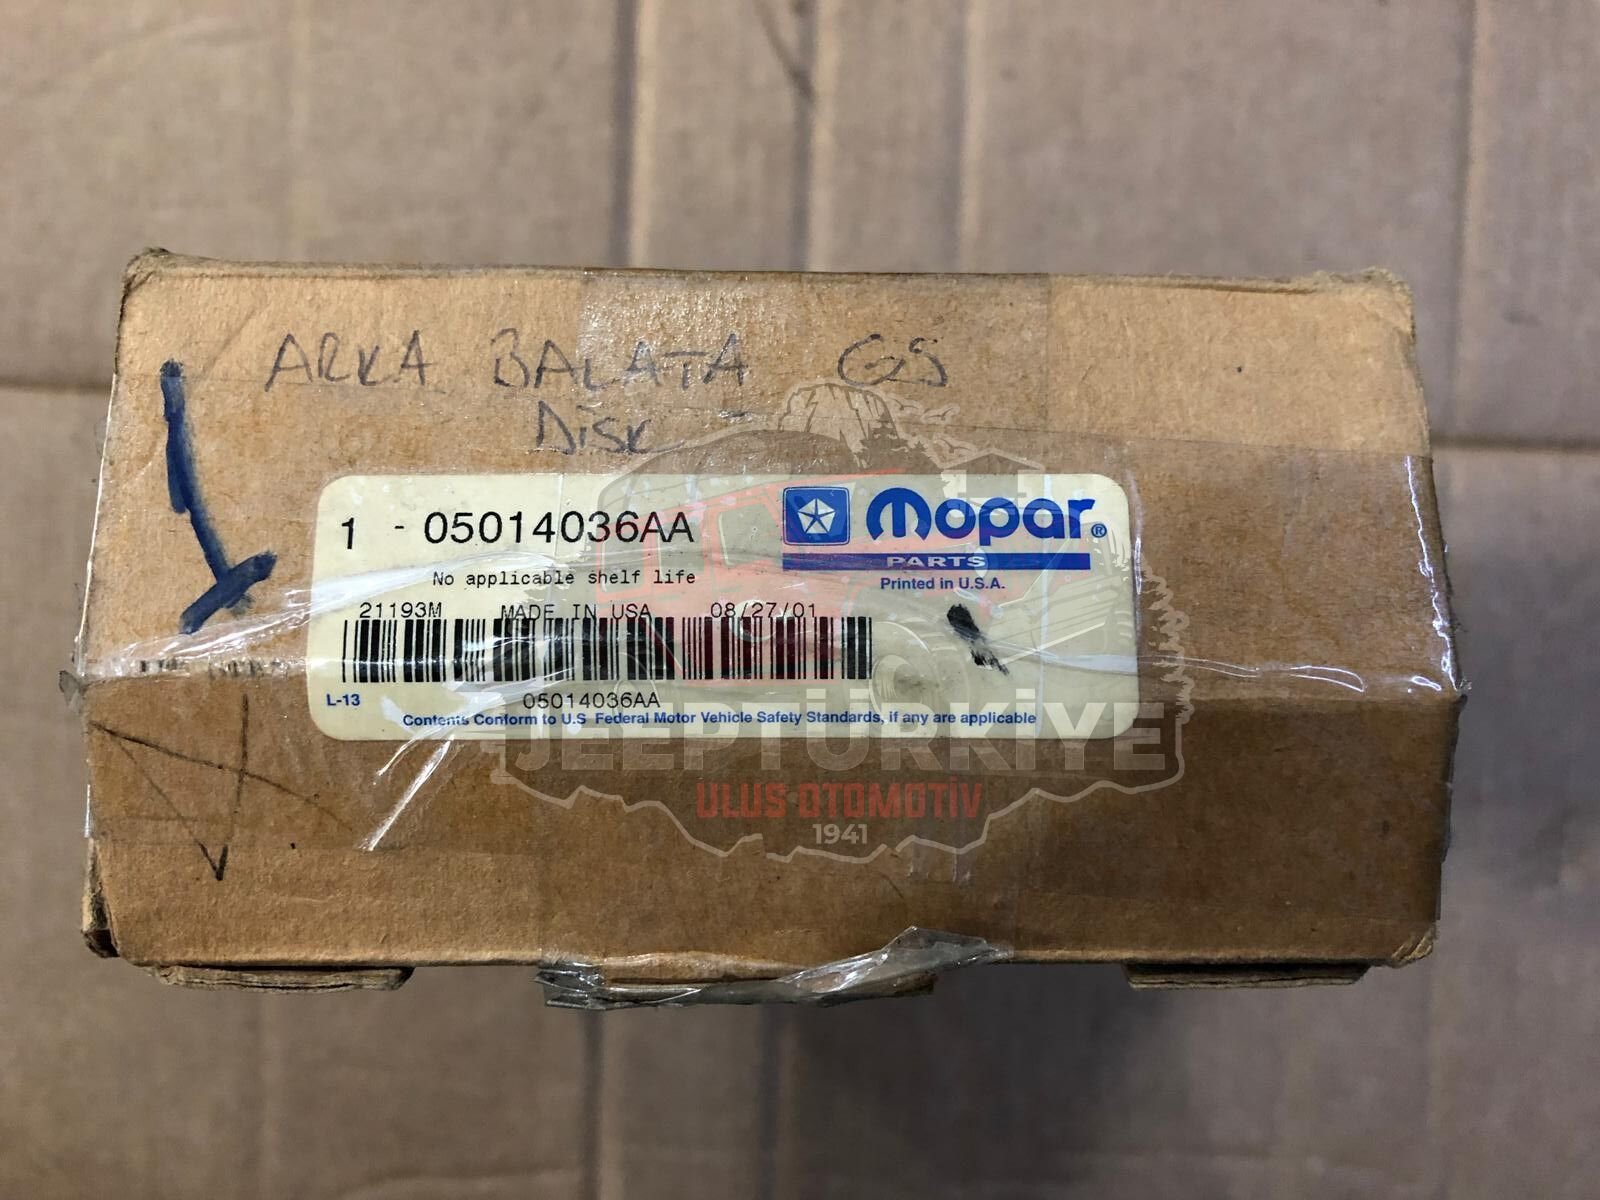 ARKA BALATA GS
DİSK
1 - 05014036AA
Mopar®
PARTS
No applicable shelf life
Printed in U.S.A.
21193M MADE IN USA 08/27/01
L-13
05014036AA
Contents Conform to U.S Federal Motor Vehicle Safety Standards, if any are applicable
JEEPTÜRKİYE
ULUS OTOMOTİV
1941